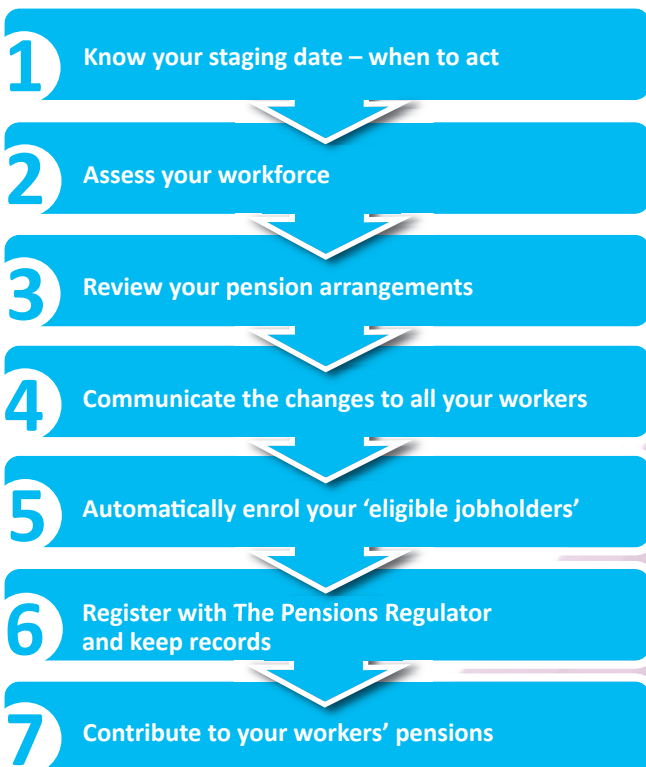 1
Know your staging date – when to act
2
Assess your workforce
3
Review your pension arrangements
4
Communicate the changes to all your workers
5
Automatically enrol your ‘eligible jobholders’
6
Register with The Pensions Regulator
and keep records
7
Contribute to your workers’ pensions